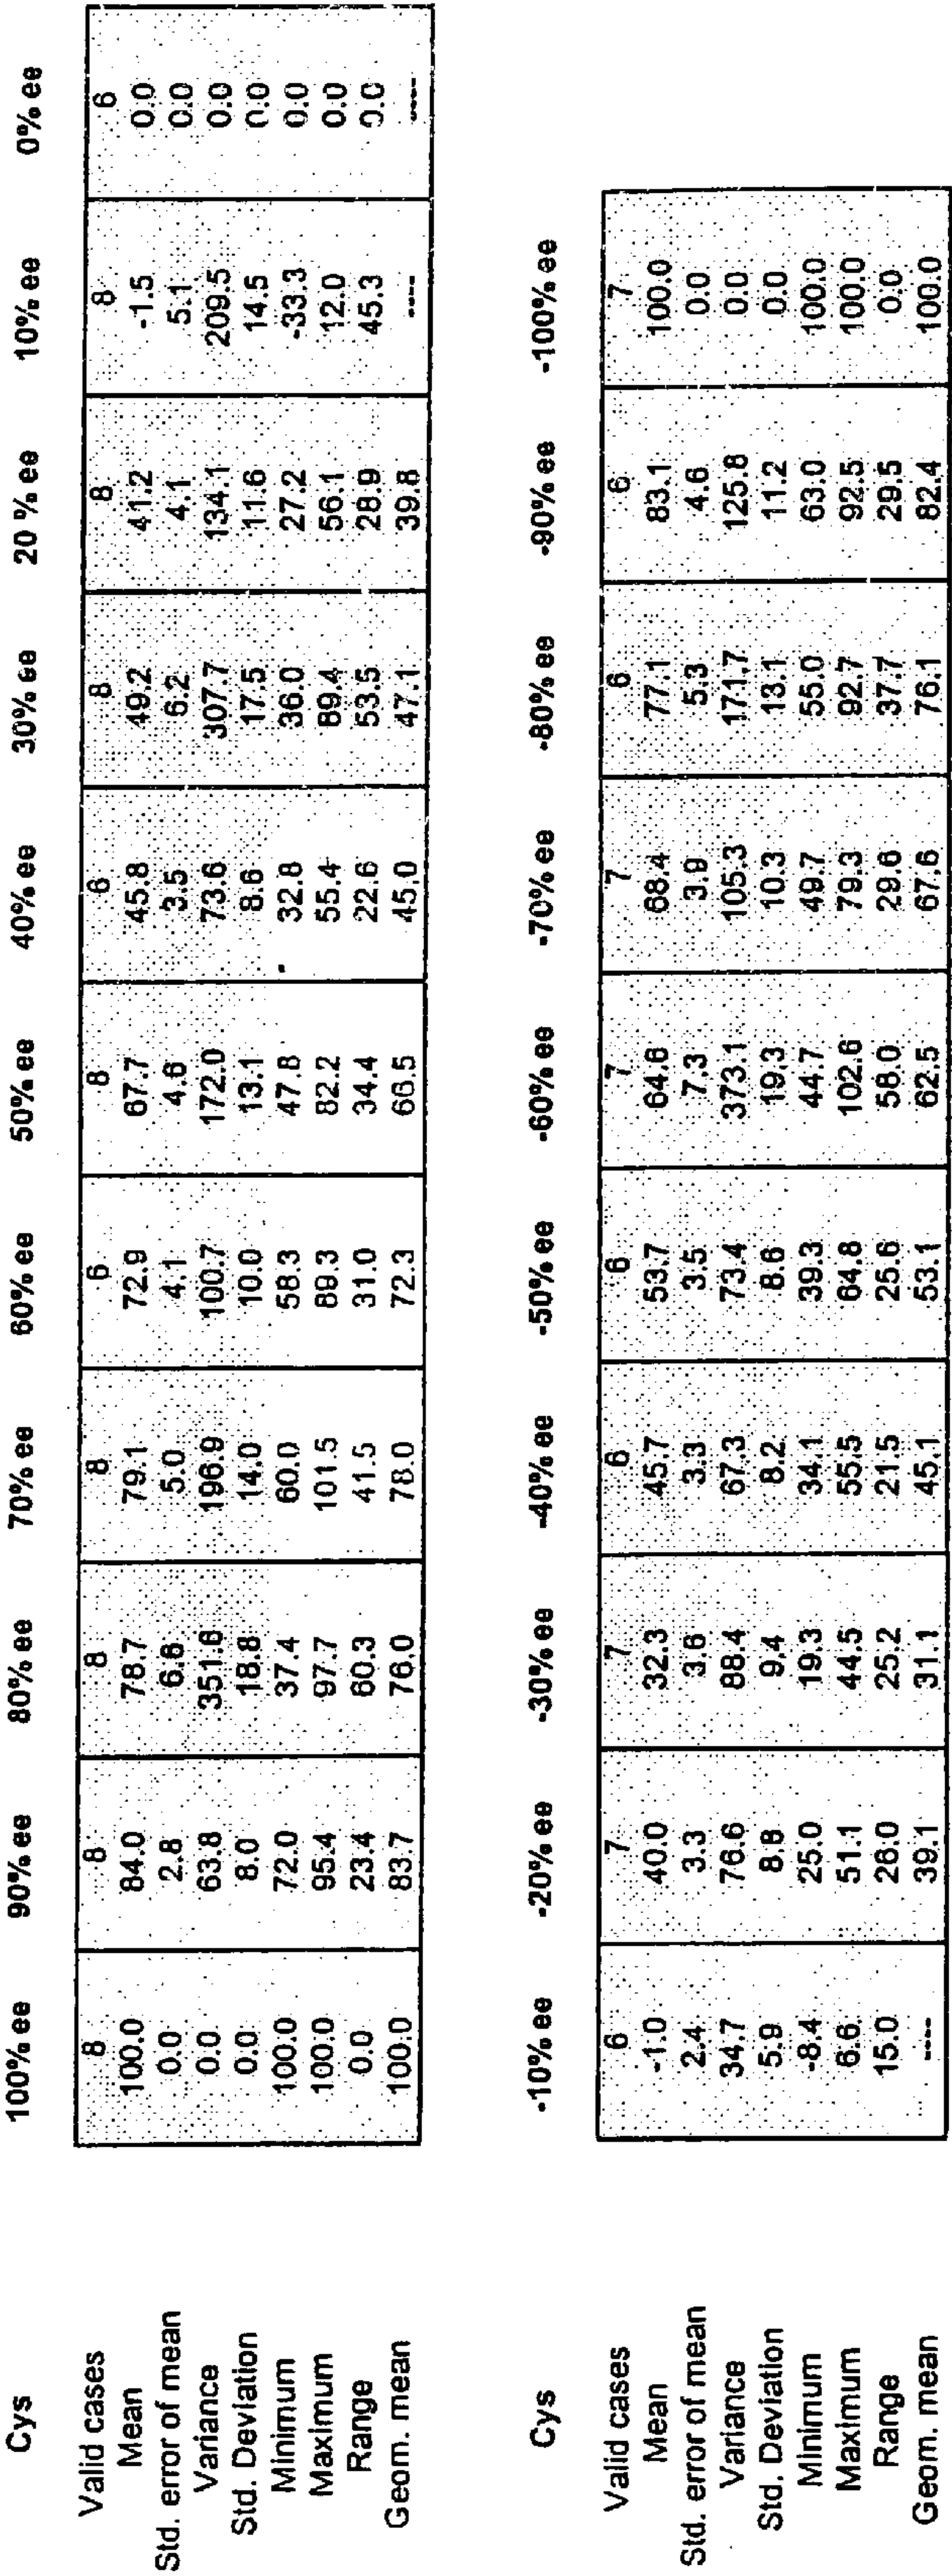 Cys 100% ee 90% ee 80% ee 70% ee 60% ee 50% ee 40% ee 30% ee 20 % ee 10% ee 0% ee
Valid cases 8 8 8 8 6 8 6 8 8 8 6
Mean 100.0 84.0 78.7 79.1 72.9 67.7 45.8 49.2 41.2 -1.5 0.0
Std. error of mean 0.0 2.8 6.6 5.0 4.1 4.6 3.5 6.2 4.1 5.1 0.0
Variance 0.0 63.8 351.6 196.9 100.7 172.0 73.6 307.7 134.1 209.5 0.0
Std. Deviation 0.0 8.0 18.8 14.0 10.0 13.1 8.6 17.5 11.6 14.5 0.0
Minimum 100.0 72.0 37.4 60.0 58.3 47.8 32.8 36.0 27.2 -33.3 0.0
Maximum 100.0 95.4 97.7 101.5 89.3 82.2 55.4 89.4 56.1 12.0 0.0
Range 0.0 23.4 60.3 41.5 31.0 34.4 22.6 53.5 28.9 45.3 0.0
Geom. mean 100.0 83.7 76.0 78.0 72.3 66.5 45.0 47.1 39.8 ---- ----
Cys -10% ee -20% ee -30% ee -40% ee -50% ee -60% ee -70% ee -80% ee -90% ee -100% ee
Valid cases 6 7 7 6 6 7 7 6 6 7
Mean -1.0 40.0 32.3 45.7 53.7 64.6 68.4 77.1 83.1 100.0
Std. error of mean 2.4 3.3 3.6 3.3 3.5 7.3 3.9 5.3 4.6 0.0
Variance 34.7 76.6 88.4 67.3 73.4 373.1 105.3 171.7 125.8 0.0
Std. Deviation 5.9 8.8 9.4 8.2 8.6 19.3 10.3 13.1 11.2 0.0
Minimum -8.4 25.0 19.3 34.1 39.3 44.7 49.7 55.0 63.0 100.0
Maximum 6.6 51.1 44.5 55.5 64.8 102.6 79.3 92.7 92.5 100.0
Range 15.0 26.0 25.2 21.5 25.6 58.0 29.6 37.7 29.5 0.0
Geom. mean ---- 39.1 31.1 45.1 53.1 62.5 67.6 76.1 82.4 100.0